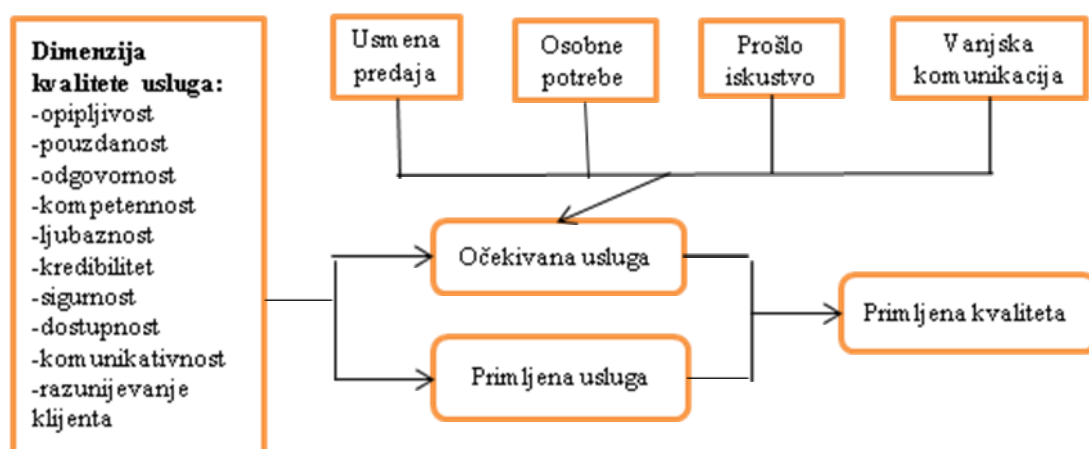 Dimenzija
kvalitete usluga:
-opipljivost
-pouzdanost
-odgovornost
-kompetennost
-ljubaznost
-kredibilitet
-sigurnost
-dostupnost
-komunikativnost
-razunijevanje
klijenta
Usmena
predaja
Osobne
potrebe
Prošlo
iskustvo
Vanjska
komunikacija
Očekivana usluga
Primljena usluga
Primljena kvaliteta